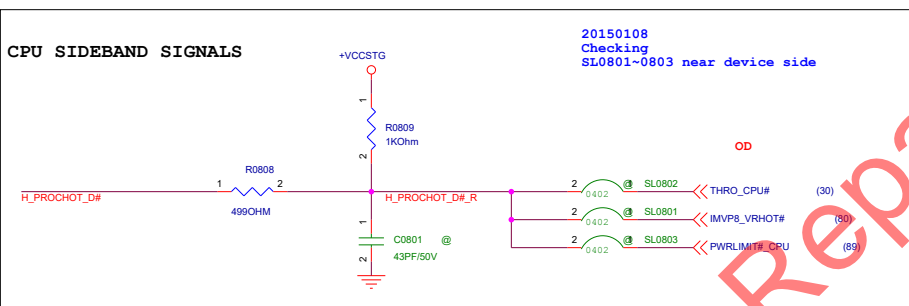 CPU SIDEBAND SIGNALS
20150108
Checking
SL0801~0803 near device side
+VCCSTG
1
R0809
1KOhm
2
OD
R0808
1 2
499OHM
H_PROCHOT_D#
H_PROCHOT_D#_R
2 0402 @ SL0802 THRO_CPU# (30)
2 0402 @ SL0801 IMVP8_VRHOT# (80)
2 0402 @ SL0803 PWRLIMIT#_CPU (89)
1
C0801 @
43PF/50V
2
Repa